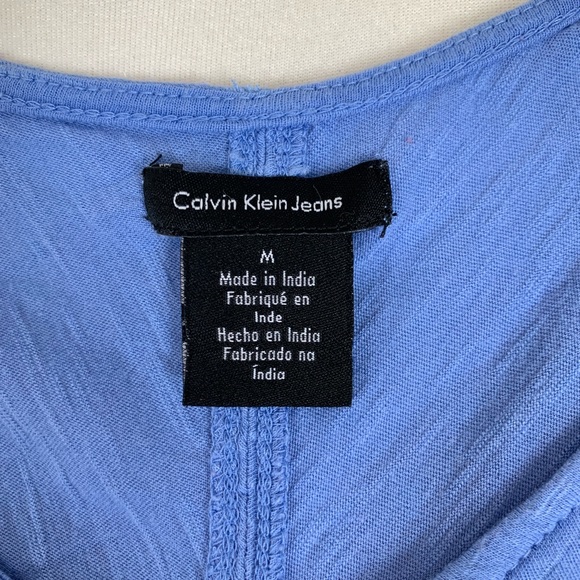 Calvin Klein Jeans
M
Made in India
Fabriqué en
Inde
Hecho en India
Fabricado na
Índia